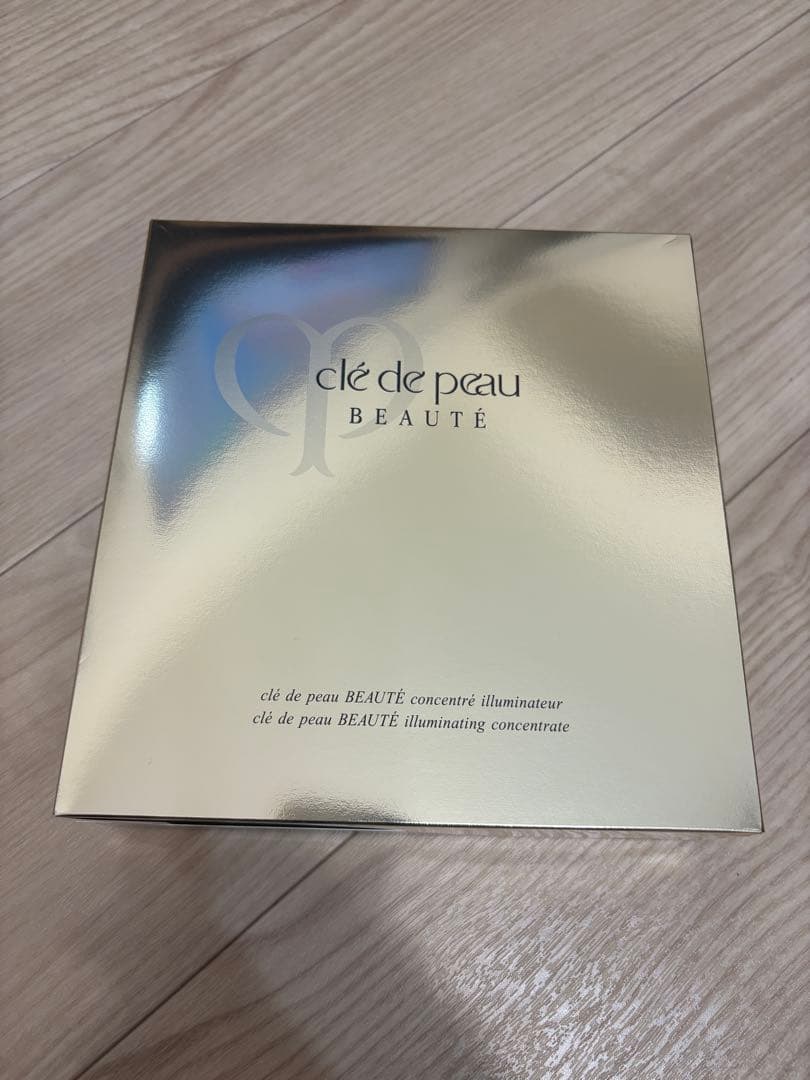 clé de peau
BEAUTÉ
clé de peau BEAUTÉ concentré illuminateur
clé de peau BEAUTÉ illuminating concentrate